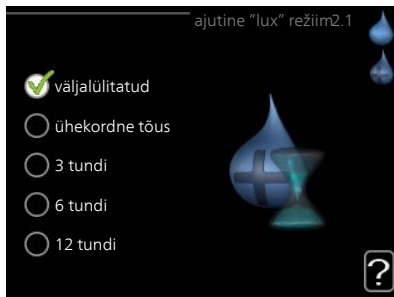 ajutine "lux" režiim2.1
väljalülitatud
ühekordne tõus
3 tundi
6 tundi
12 tundi
?